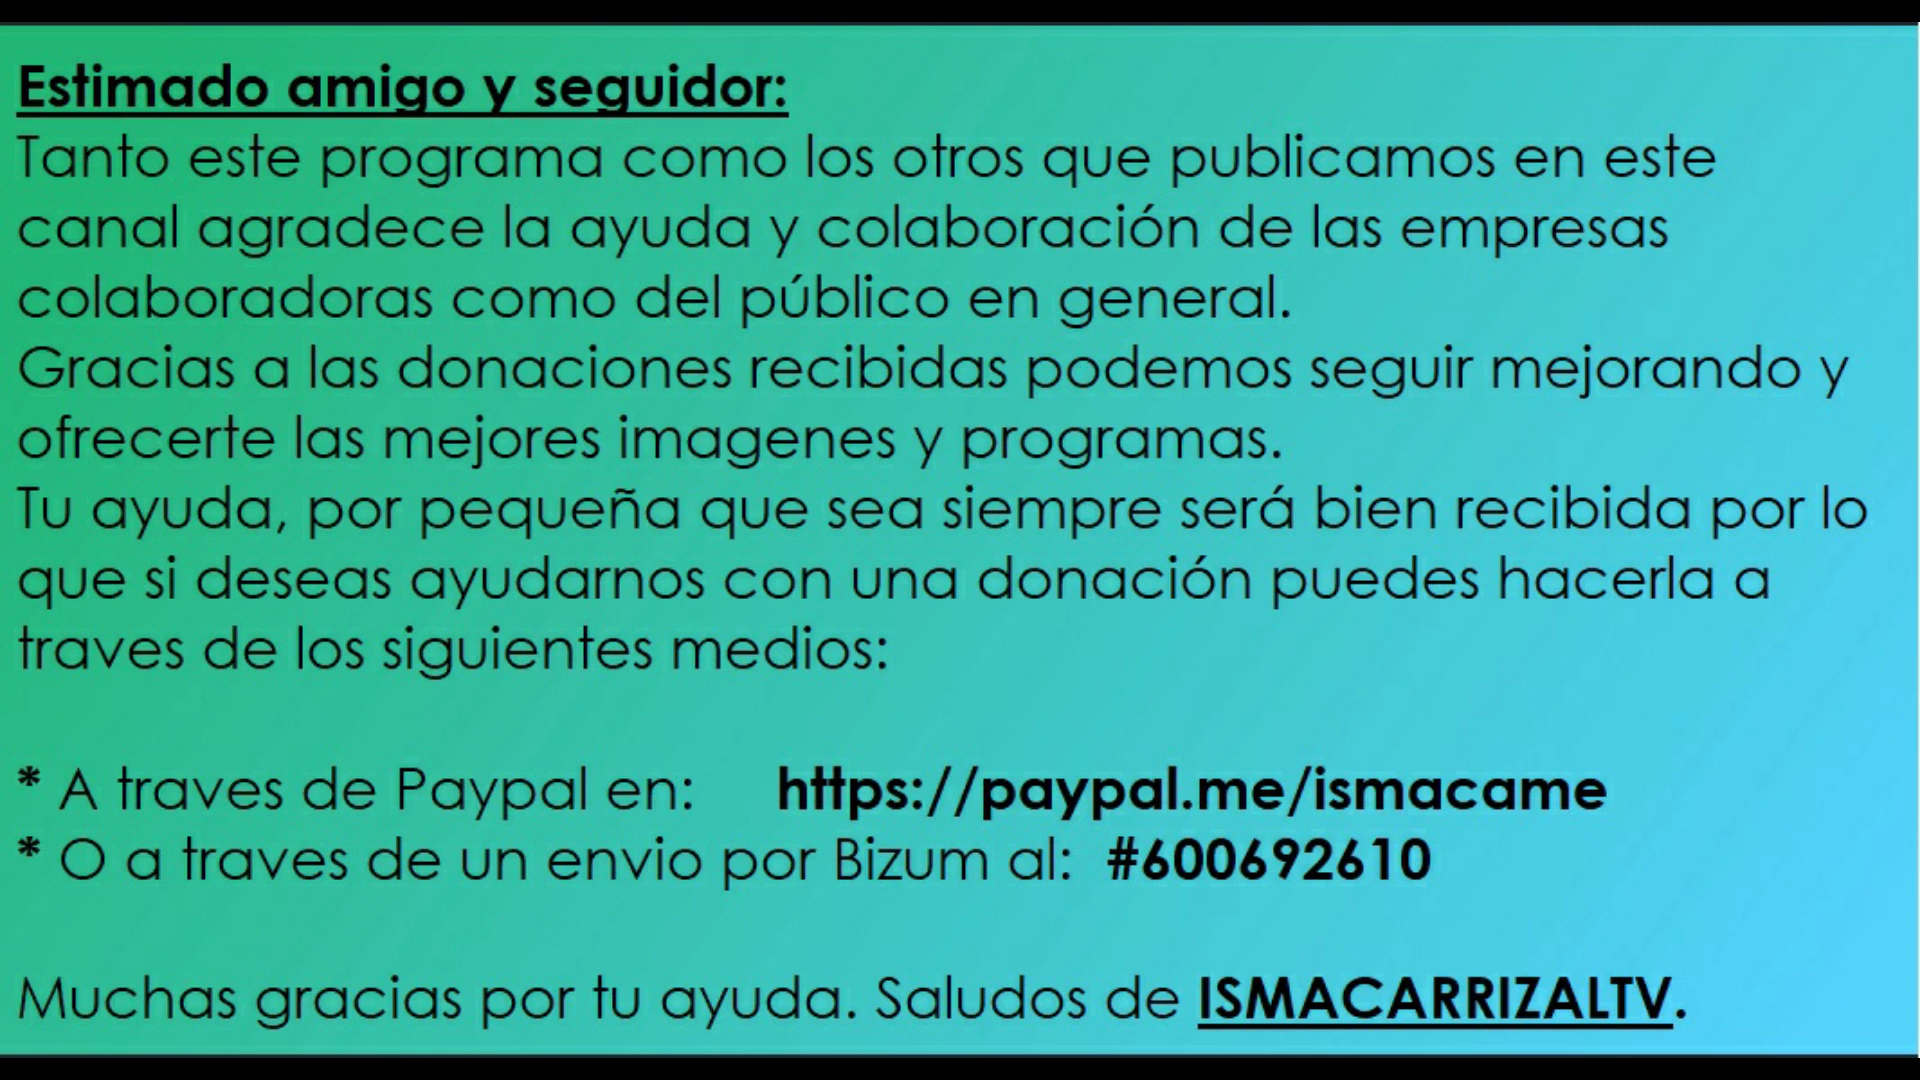 Estimado amigo y seguidor:
Tanto este programa como los otros que publicamos en este
canal agradece la ayuda y colaboración de las empresas
colaboradoras como del público en general.
Gracias a las donaciones recibidas podemos seguir mejorando y
ofrecerte las mejores imagenes y programas.
Tu ayuda, por pequeña que sea siempre será bien recibida por lo
que si deseas ayudarnos con una donación puedes hacerla a
traves de los siguientes medios:
* A traves de Paypal en: https://paypal.me/ismacame
* O a traves de un envio por Bizum al: #600692610
Muchas gracias por tu ayuda. Saludos de ISMACARRIZALTV.